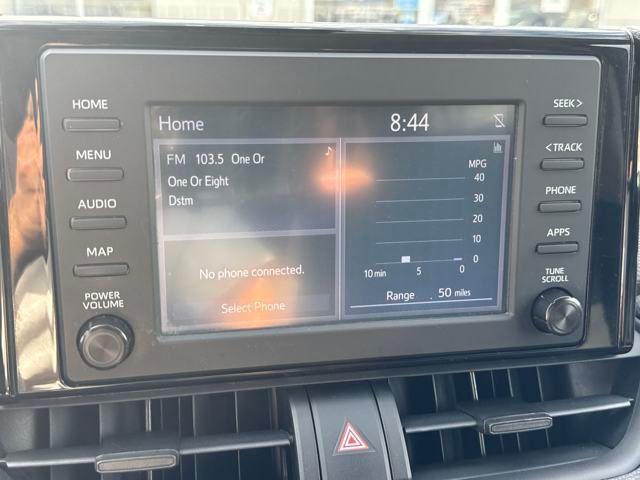 HOME
MENU
AUDIO
MAP
POWER
VOLUME
Home
8:44
FM 103.5 One Or
One Or Eight
Dstm
No phone connected.
Select Phone
MPG
40
30
20
10
0
10 min 5 0
Range 50 miles
SEEK >
< TRACK
PHONE
APPS
TUNE
SCROLL